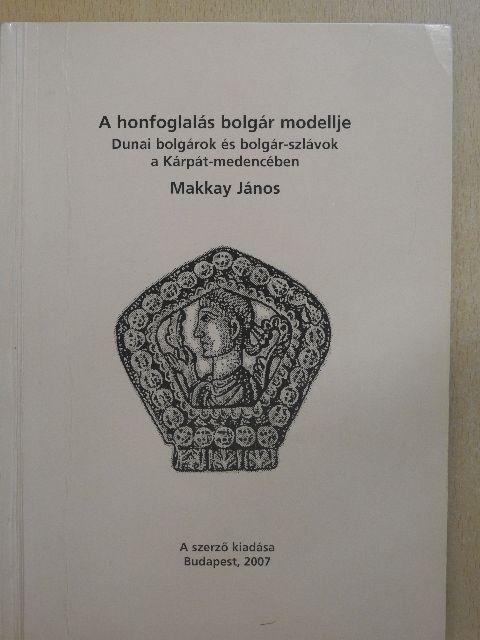 A honfoglalás bolgár modellje
Dunai bolgárok és bolgár-szlávok
a Kárpát-medencében
Makkay János
A szerző kiadása
Budapest, 2007